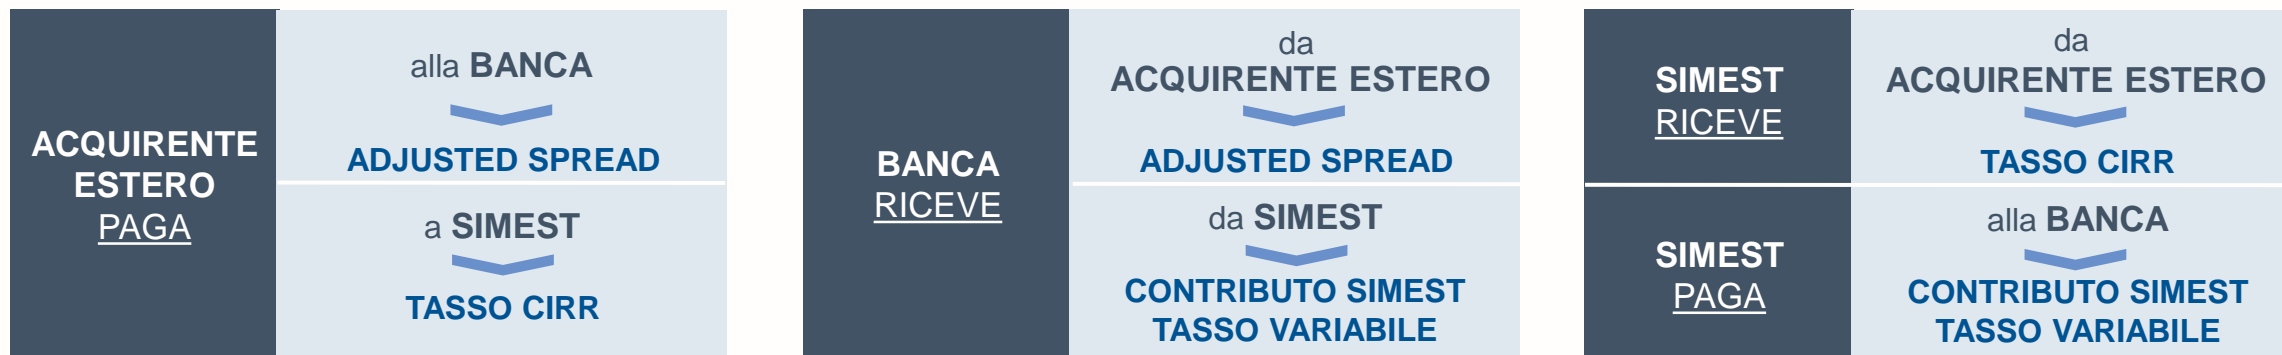 ACQUIRENTE
ESTERO
PAGA
alla BANCA
ADJUSTED SPREAD
a SIMEST
TASSO CIRR
BANCA
RICEVE
da
ACQUIRENTE ESTERO
ADJUSTED SPREAD
da SIMEST
CONTRIBUTO SIMEST
TASSO VARIABILE
SIMEST
RICEVE
da
ACQUIRENTE ESTERO
TASSO CIRR
SIMEST
PAGA
alla BANCA
CONTRIBUTO SIMEST
TASSO VARIABILE